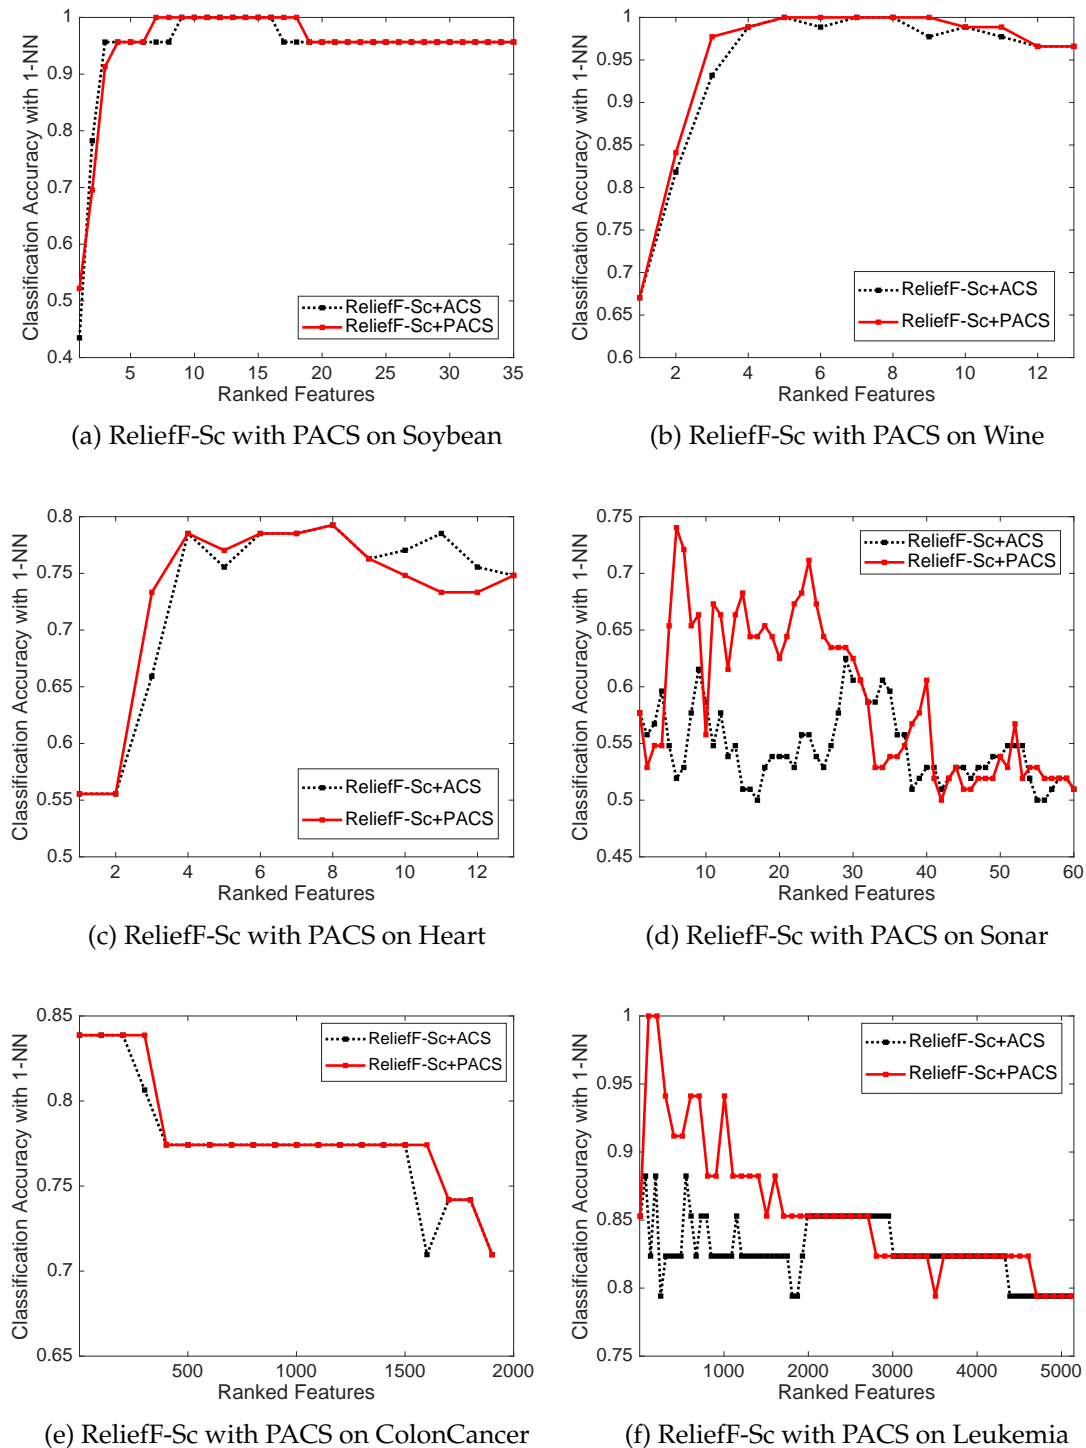 1
0.9
0.8
0.7
0.6
0.5
0.4
Classification Accuracy with 1-NN
ReliefF-Sc+ACS
ReliefF-Sc+PACS
5 10 15 20 25 30 35
Ranked Features
(a) ReliefF-Sc with PACS on Soybean
1
0.95
0.9
0.85
0.8
0.75
0.7
0.65
0.6
Classification Accuracy with 1-NN
ReliefF-Sc+ACS
ReliefF-Sc+PACS
2 4 6 8 10 12
Ranked Features
(b) ReliefF-Sc with PACS on Wine
0.8
0.75
0.7
0.65
0.6
0.55
0.5
Classification Accuracy with 1-NN
ReliefF-Sc+ACS
ReliefF-Sc+PACS
2 4 6 8 10 12
Ranked Features
(c) ReliefF-Sc with PACS on Heart
0.75
0.7
0.65
0.6
0.55
0.5
0.45
Classification Accuracy with 1-NN
ReliefF-Sc+ACS
ReliefF-Sc+PACS
10 20 30 40 50 60
Ranked Features
(d) ReliefF-Sc with PACS on Sonar
0.85
0.8
0.75
0.7
0.65
Classification Accuracy with 1-NN
ReliefF-Sc+ACS
ReliefF-Sc+PACS
500 1000 1500 2000
Ranked Features
(e) ReliefF-Sc with PACS on ColonCancer
1
0.95
0.9
0.85
0.8
0.75
Classification Accuracy with 1-NN
ReliefF-Sc+ACS
ReliefF-Sc+PACS
1000 2000 3000 4000 5000
Ranked Features
(f) ReliefF-Sc with PACS on Leukemia